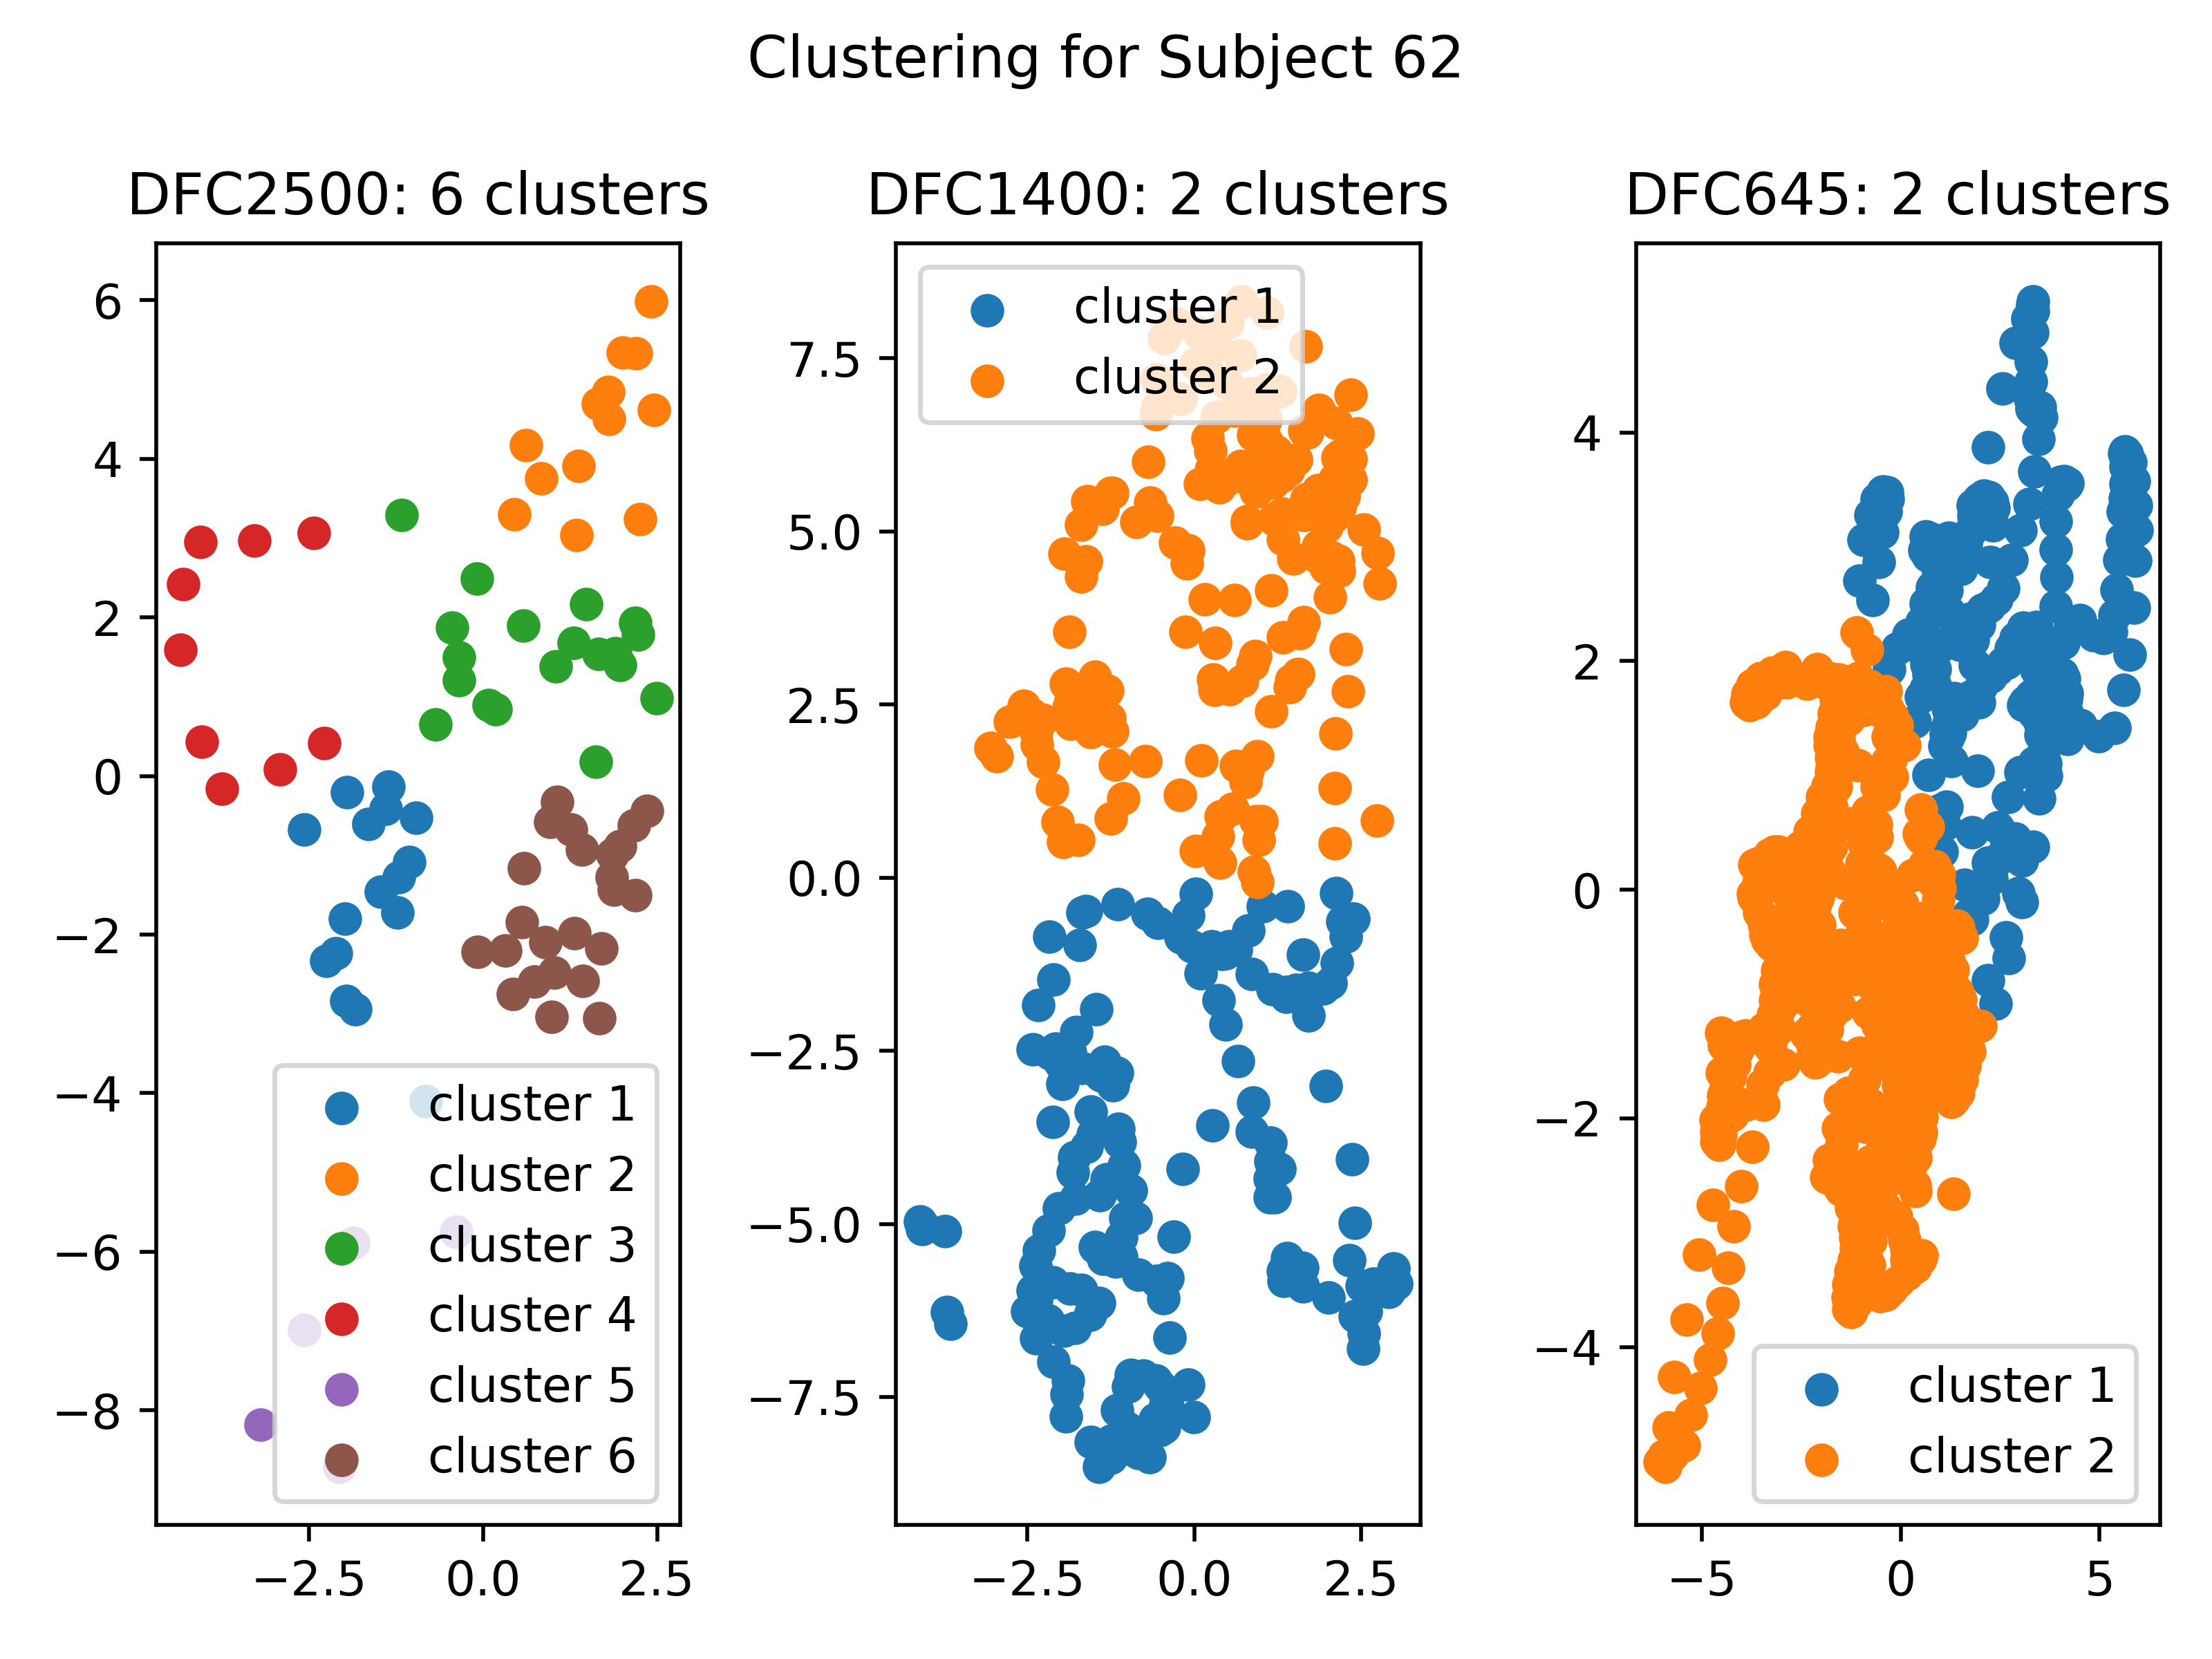 Clustering for Subject 62
DFC2500: 6 clusters
6
4
2
0
−2
−4
−6
−8
−2.5
0.0
2.5
cluster 1
cluster 2
cluster 3
cluster 4
cluster 5
cluster 6
DFC1400: 2 clusters
7.5
5.0
2.5
0.0
−2.5
−5.0
−7.5
−2.5
0.0
2.5
cluster 1
cluster 2
DFC645: 2 clusters
4
2
0
−2
−4
−5
0
5
cluster 1
cluster 2